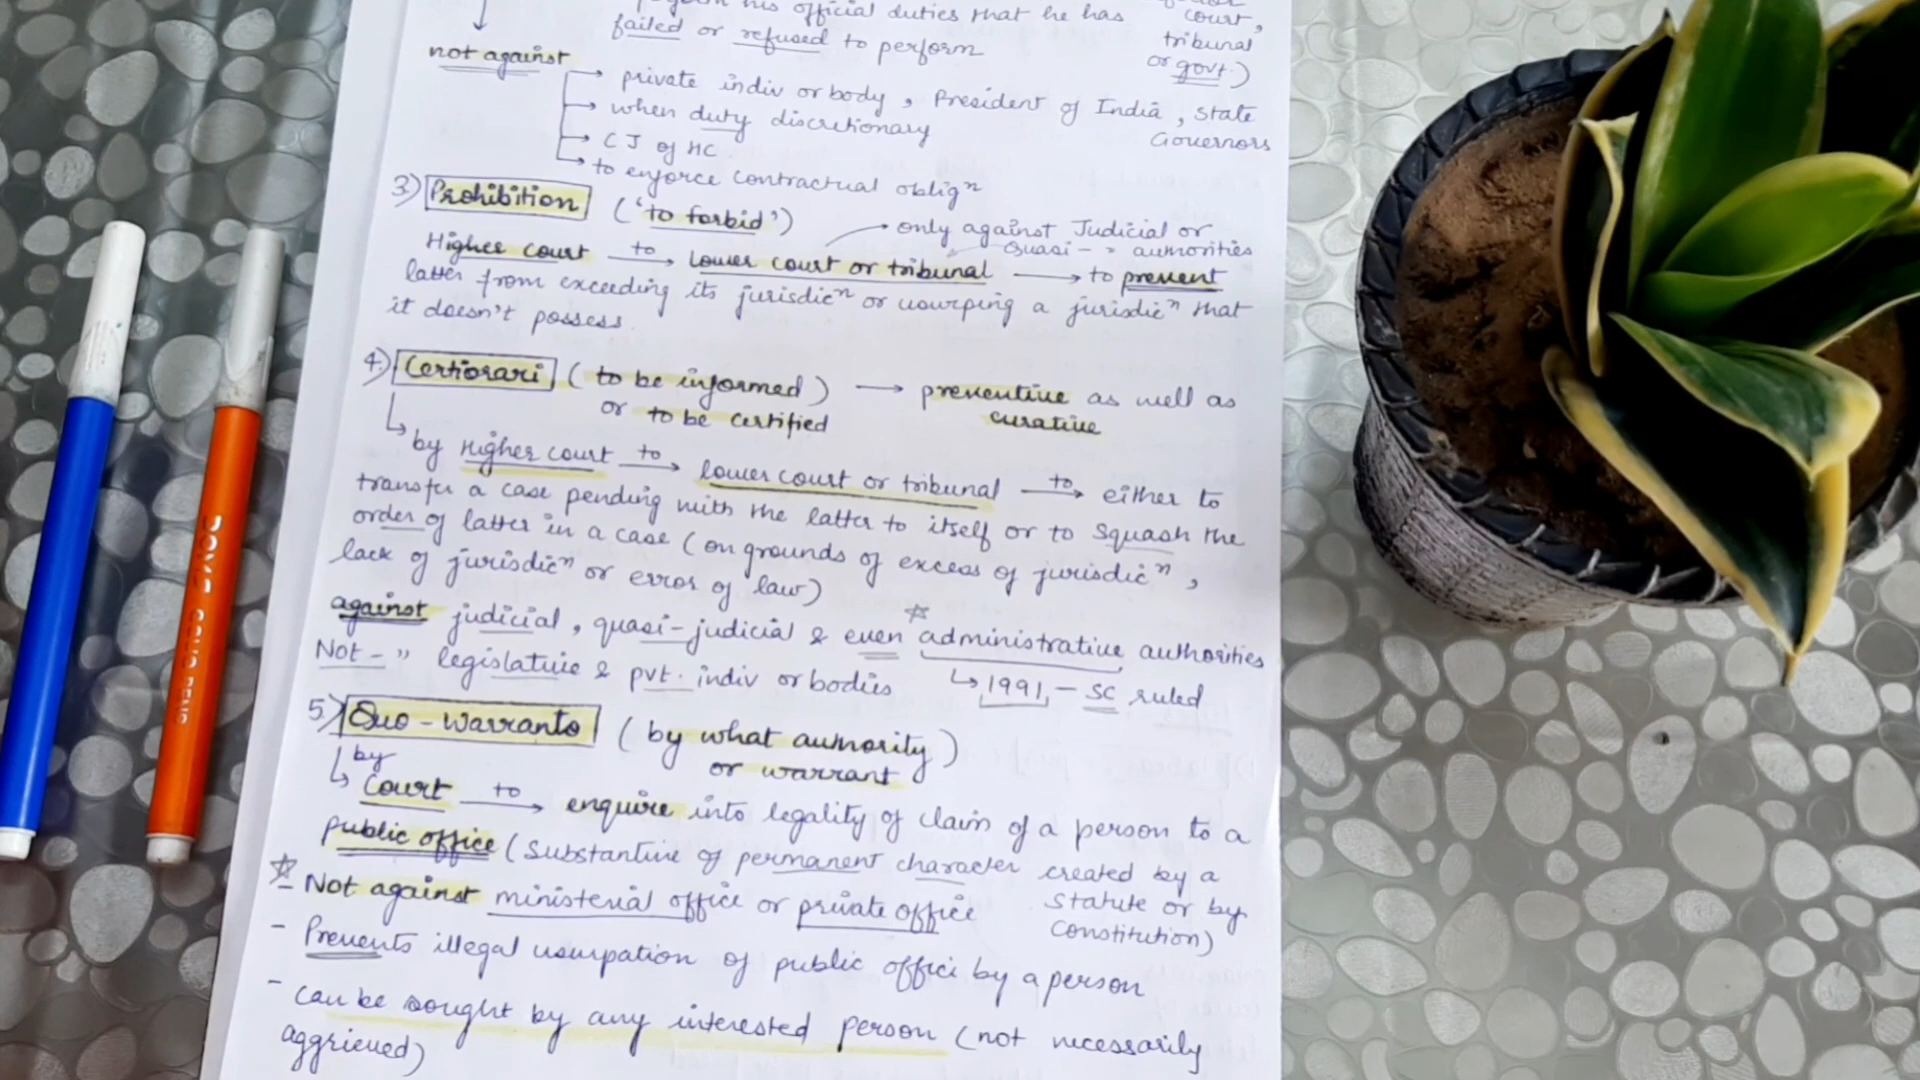 his official duties that he has court,
failed or refused to perform tribunal
not against or govt.)
private indiv or body, President of India, State
when duty discretionary Governors
CJ of HC
to enforce contractual obligⁿ
3) Prohibition ('to forbid')
only against Judicial or
Quasi - " authorities
Higher court to Lower court or tribunal to prevent
latter from exceeding its jurisdicⁿ or usurping a jurisdicⁿ that
it doesn't possess
4) Certiorari (to be informed) preventive as well as
or to be certified curative
by Higher court to lower court or tribunal to either to
transfer a case pending with the latter to itself or to squash the
order of latter in a case (on grounds of excess of jurisdicⁿ,
lack of jurisdicⁿ or error of law)
against judicial, quasi-judicial & even administrative authorities
Not - " legislature & pvt. indiv or bodies 1991 - SC ruled
5) Quo-Warranto (by what authority)
or warrant
by
Court to enquire into legality of claim of a person to a
public office (Substantive of permanent character created by a
Statute or by
Constitution)
- Not against ministerial office or private office
- Prevents illegal usurpation of public office by a person
- can be sought by any interested person (not necessarily
aggrieved)